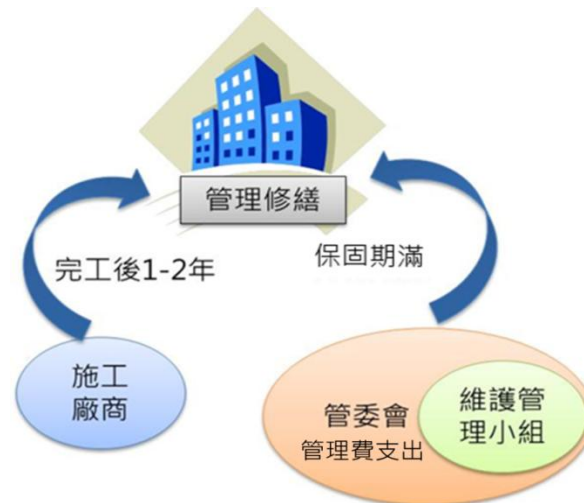 管理修繕
完工後1-2年
保固期滿
施工
廠商
管委會
管理費支出
維護管
理小組